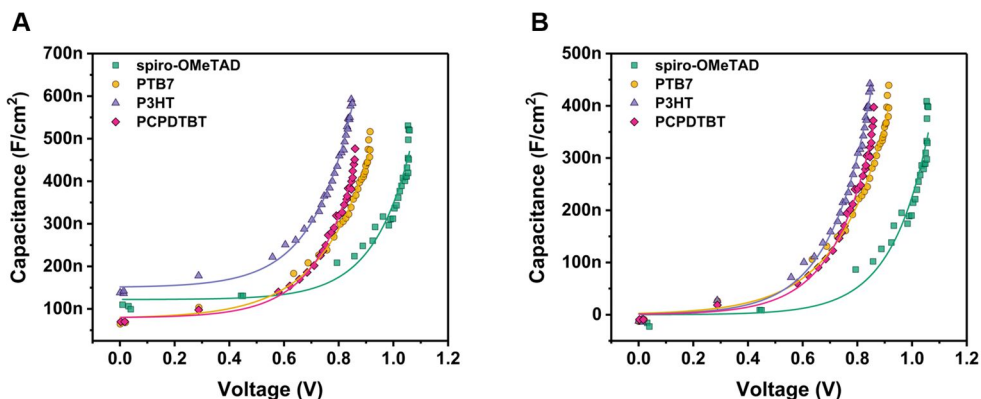 A
700n
600n
500n
400n
300n
200n
100n
Capacitance (F/cm²)
spiro-OMeTAD
PTB7
P3HT
PCPDTBT
0.0 0.2 0.4 0.6 0.8 1.0 1.2
Voltage (V)
B
500n
400n
300n
200n
100n
0
Capacitance (F/cm²)
spiro-OMeTAD
PTB7
P3HT
PCPDTBT
0.0 0.2 0.4 0.6 0.8 1.0 1.2
Voltage (V)